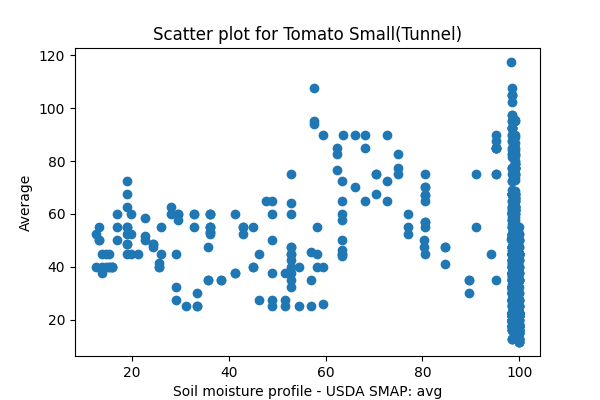 Scatter plot for Tomato Small(Tunnel)
120
100
80
60
40
20
Average
20 40 60 80 100
Soil moisture profile - USDA SMAP: avg